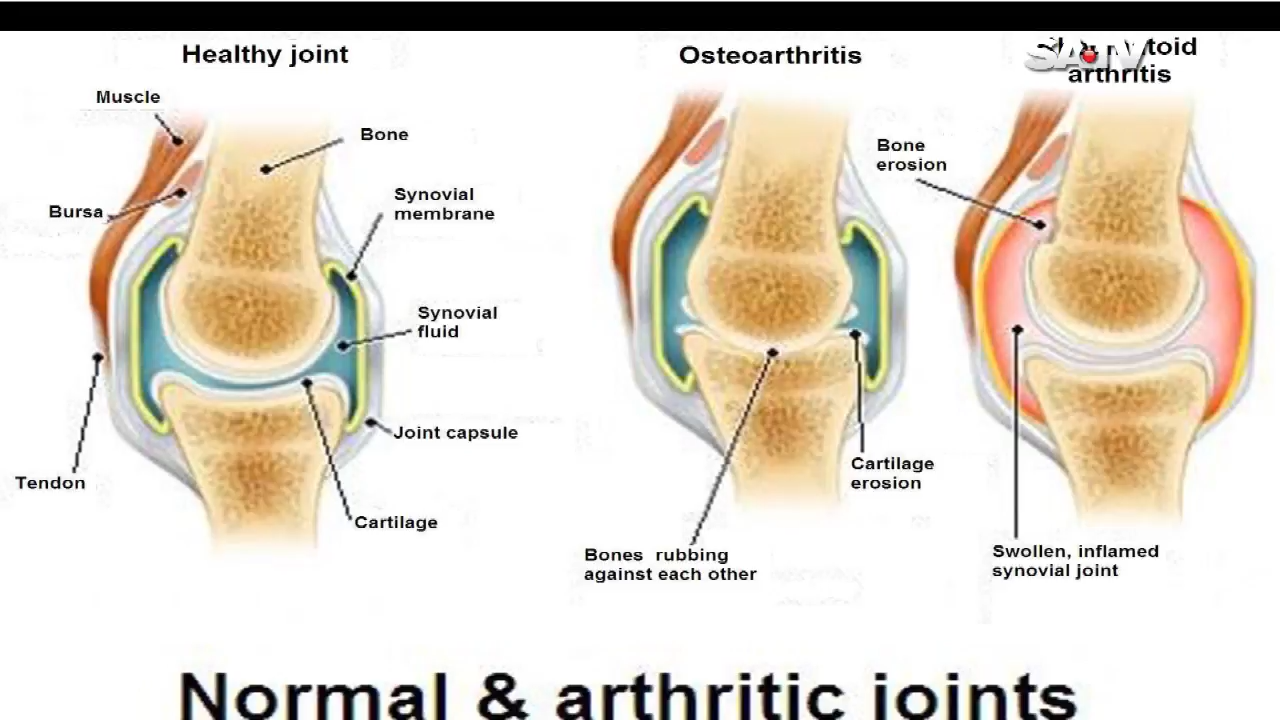 Healthy joint
Muscle
Bone
Synovial
membrane
Bursa
Synovial
fluid
Joint capsule
Tendon
Cartilage
Osteoarthritis
Cartilage
erosion
Bones rubbing
against each other
SATV
arthritis
Bone
erosion
Swollen, inflamed
synovial joint
Normal & arthritic joints